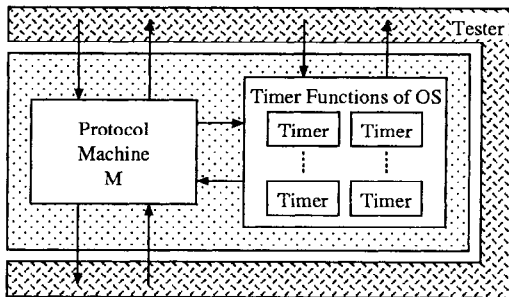 Tester
Timer Functions of OS
Protocol
Machine
M
Timer Timer
Timer Timer